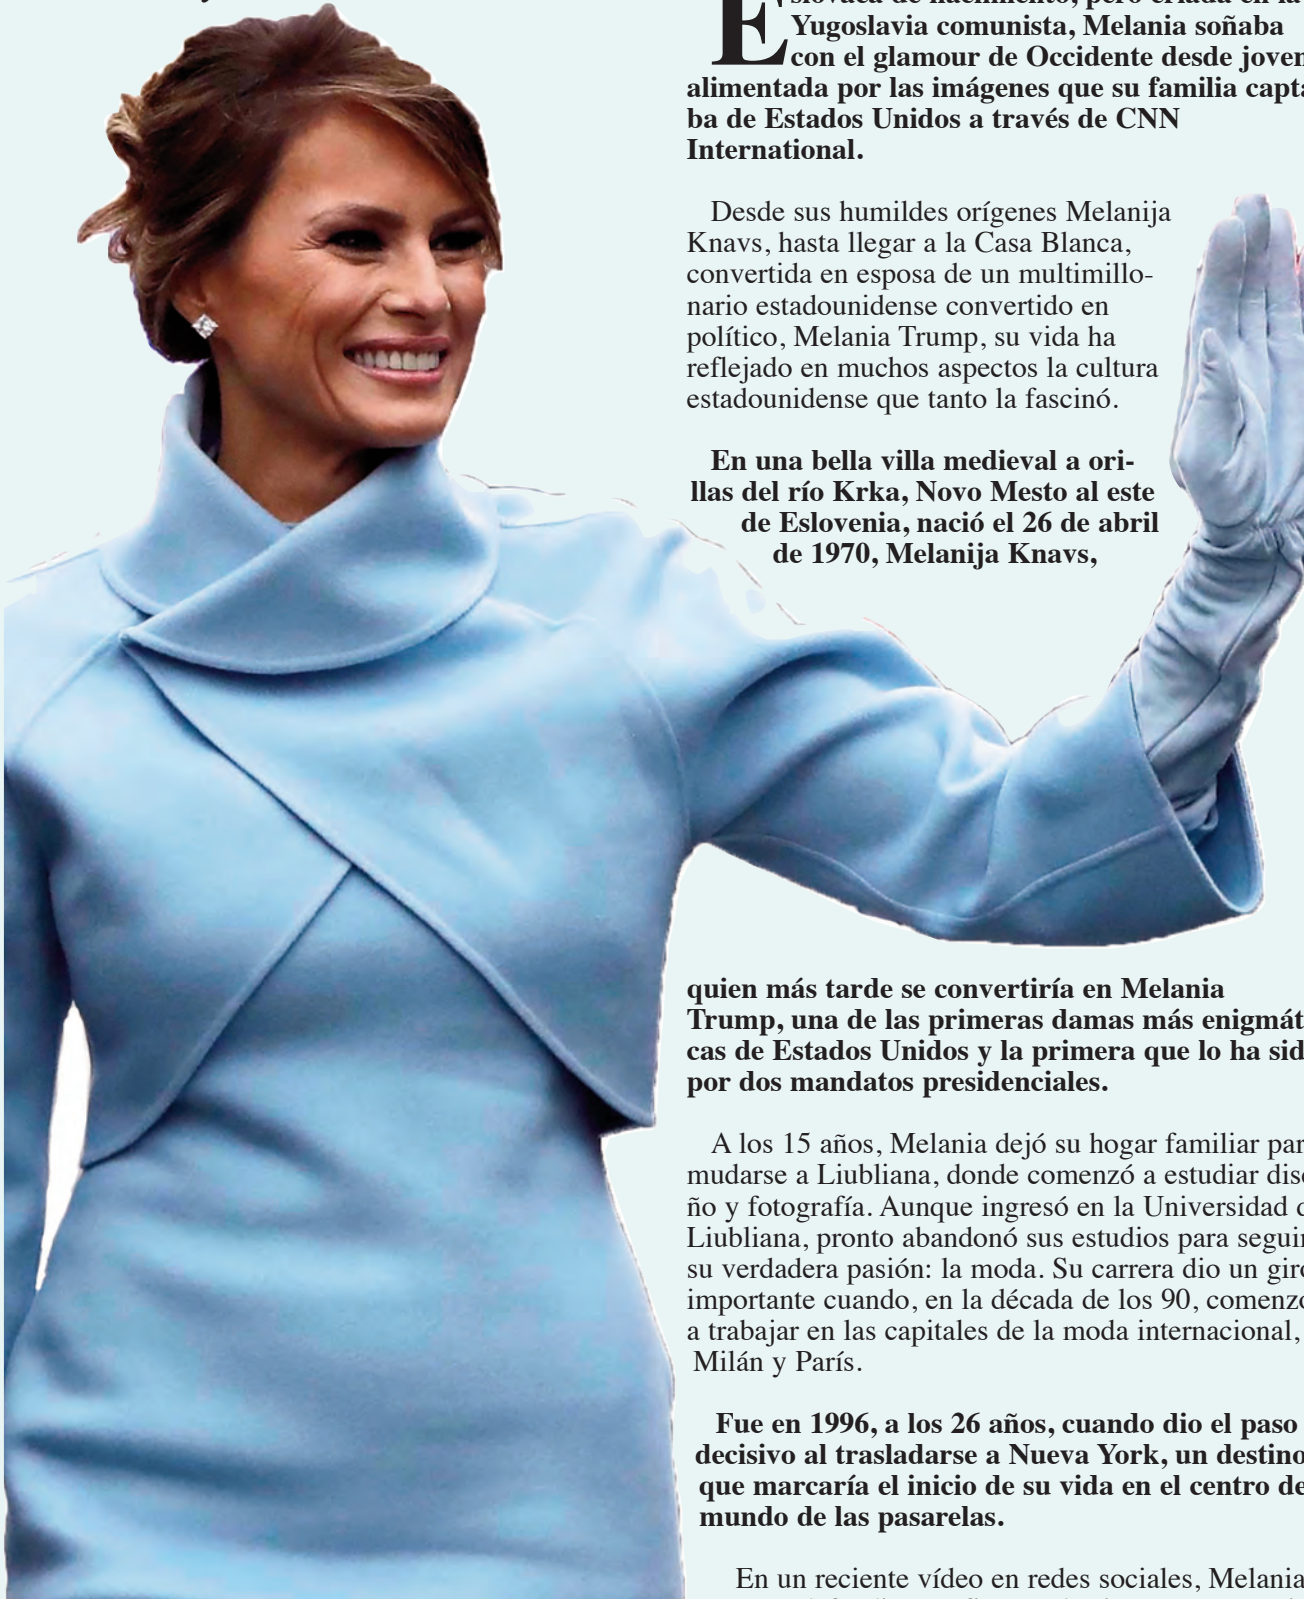 Eslovaca de nacimiento, pero criada en la
Yugoslavia comunista, Melania soñaba
con el glamour de Occidente desde joven
alimentada por las imágenes que su familia capta
ba de Estados Unidos a través de CNN
International.
Desde sus humildes orígenes Melanija
Knavs, hasta llegar a la Casa Blanca,
convertida en esposa de un multimillo-
nario estadounidense convertido en
político, Melania Trump, su vida ha
reflejado en muchos aspectos la cultura
estadounidense que tanto la fascinó.
En una bella villa medieval a ori-
llas del río Krka, Novo Mesto al este
de Eslovenia, nació el 26 de abril
de 1970, Melanija Knavs,
quien más tarde se convertiría en Melania
Trump, una de las primeras damas más enigmát
cas de Estados Unidos y la primera que lo ha sid
por dos mandatos presidenciales.
A los 15 años, Melania dejó su hogar familiar par
mudarse a Liubliana, donde comenzó a estudiar dise
ño y fotografía. Aunque ingresó en la Universidad d
Liubliana, pronto abandonó sus estudios para seguir
su verdadera pasión: la moda. Su carrera dio un giro
importante cuando, en la década de los 90, comenzó
a trabajar en las capitales de la moda internacional,
Milán y París.
Fue en 1996, a los 26 años, cuando dio el paso
decisivo al trasladarse a Nueva York, un destino
que marcaría el inicio de su vida en el centro de
mundo de las pasarelas.
En un reciente vídeo en redes sociales, Melania